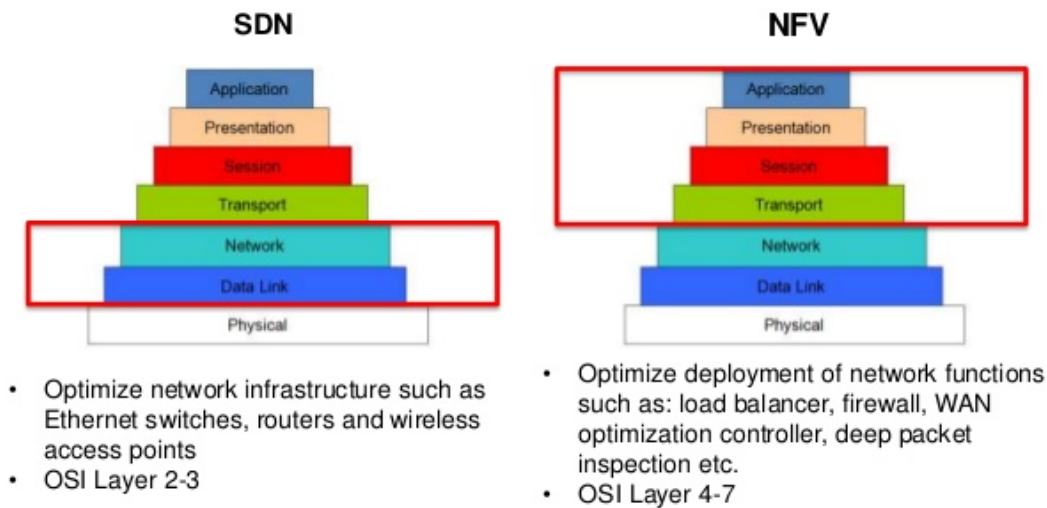 SDN
Application
Presentation
Session
Transport
Network
Data Link
Physical
• Optimize network infrastructure such as
Ethernet switches, routers and wireless
access points
• OSI Layer 2-3
NFV
Application
Presentation
Session
Transport
Network
Data Link
Physical
• Optimize deployment of network functions
such as: load balancer, firewall, WAN
optimization controller, deep packet
inspection etc.
• OSI Layer 4-7